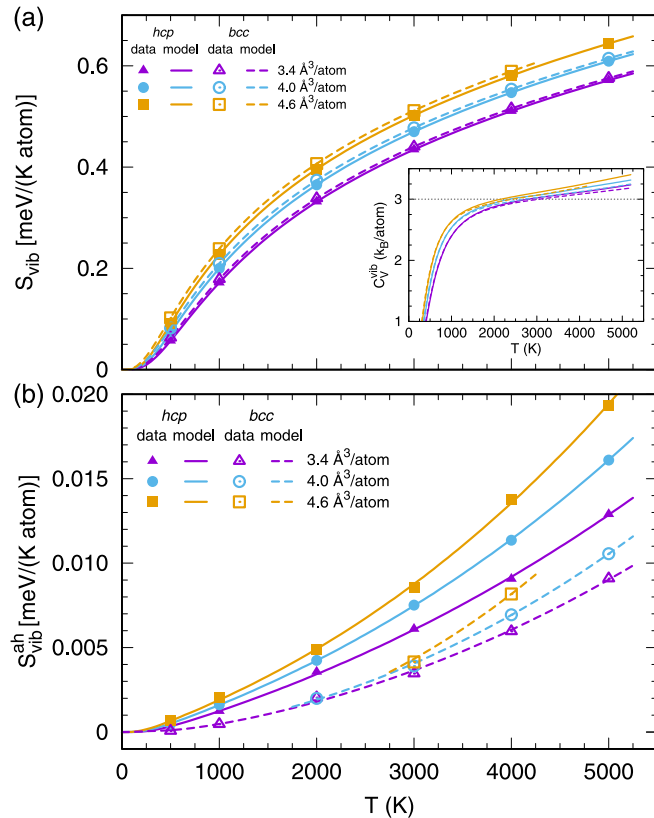 (a)
hcp bcc
data model data model
3.4 Å³/atom
4.0 Å³/atom
4.6 Å³/atom
S_vib [meV/(K atom)]
0.6
0.4
0.2
0
C_V^vib (k_B/atom)
3
2
1
0 1000 2000 3000 4000 5000
T (K)
(b)
hcp bcc
data model data model
3.4 Å³/atom
4.0 Å³/atom
4.6 Å³/atom
S_vib^ah [meV/(K atom)]
0.020
0.015
0.010
0.005
0
0 1000 2000 3000 4000 5000
T (K)